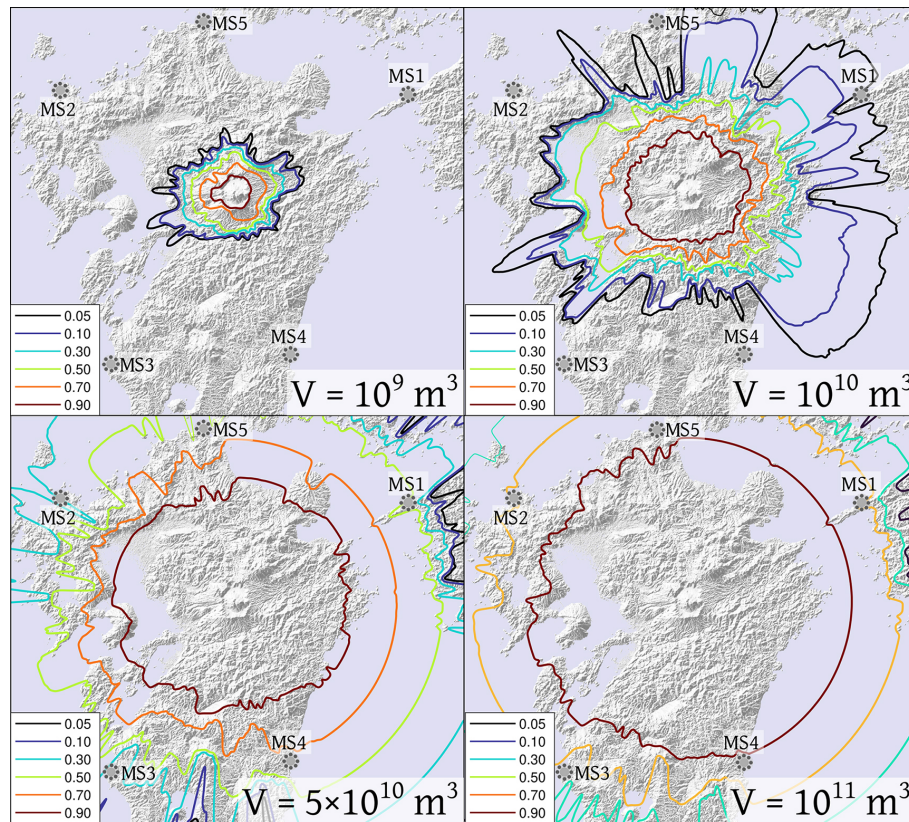 MS5
MS1
MS2
MS4
MS3
0.05
0.10
0.30
0.50
0.70
0.90
V = 10⁹ m³
MS5
MS1
MS2
MS4
MS3
0.05
0.10
0.30
0.50
0.70
0.90
V = 10¹⁰ m³
MS5
MS1
MS2
MS4
MS3
0.05
0.10
0.30
0.50
0.70
0.90
V = 5×10¹⁰ m³
MS5
MS1
MS2
MS4
MS3
0.05
0.10
0.30
0.50
0.70
0.90
V = 10¹¹ m³